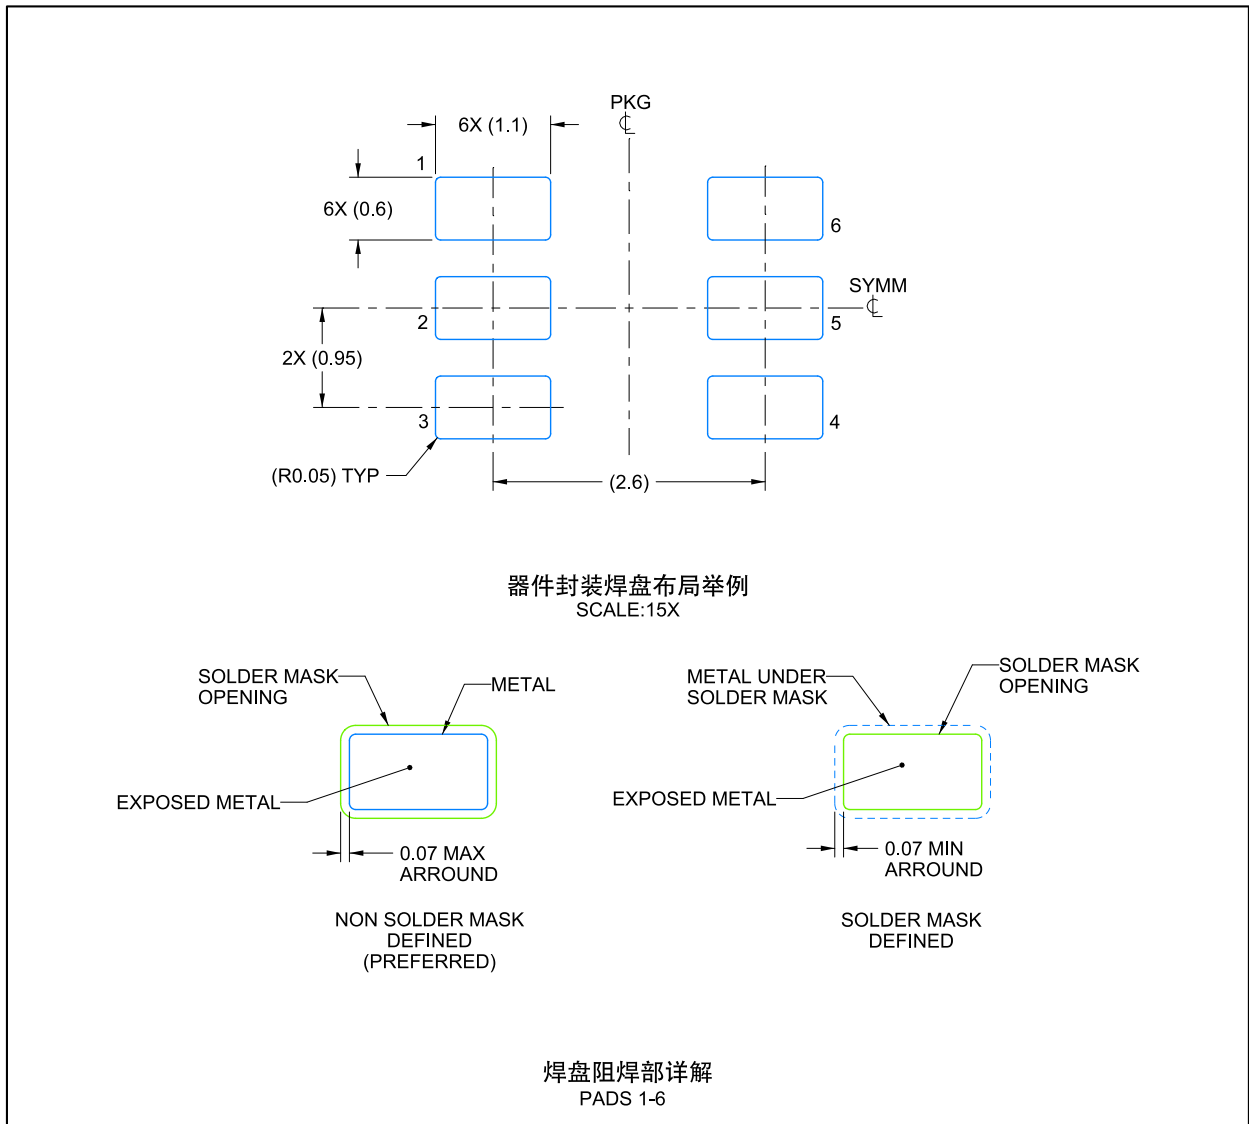 PKG
6X (1.1)
1
6X (0.6)
6
SYMM
2
5
2X (0.95)
3
4
(R0.05) TYP
(2.6)
器件封装焊盘布局举例
SCALE:15X
SOLDER MASK
OPENING
METAL
EXPOSED METAL
0.07 MAX
ARROUND
NON SOLDER MASK
DEFINED
(PREFERRED)
METAL UNDER
SOLDER MASK
SOLDER MASK
OPENING
EXPOSED METAL
0.07 MIN
ARROUND
SOLDER MASK
DEFINED
焊盘阻焊部详解
PADS 1-6